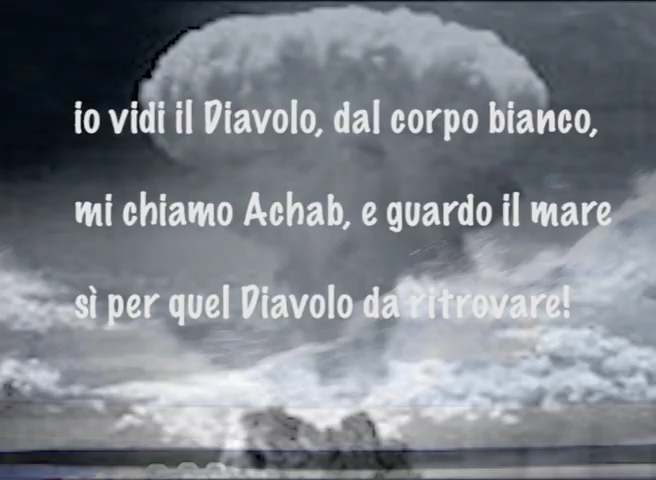 io vidi il Diavolo, dal corpo bianco,
mi chiamo Achab, e guardo il mare
sì per quel Diavolo da ritrovare!